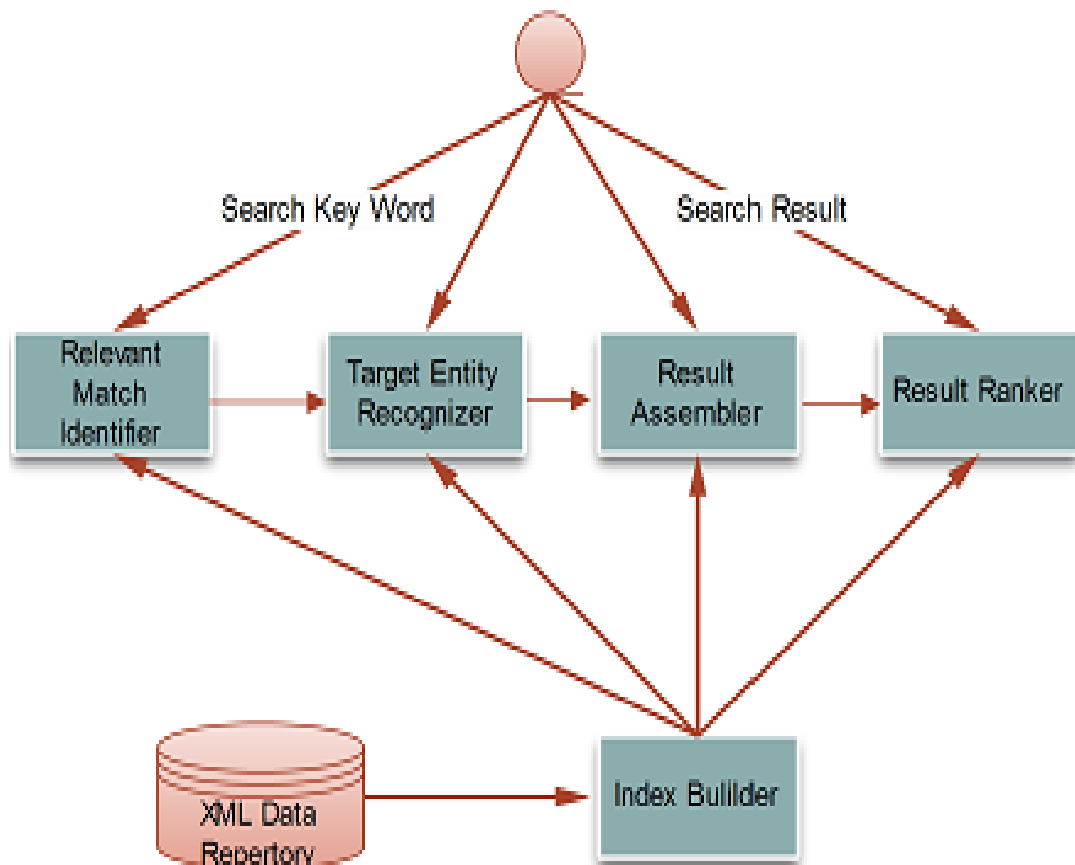 Search Key Word
Search Result
Relevant
Match
Identifier
Target Entity
Recognizer
Result
Assembler
Result Ranker
XML Data
Repertory
Index Builder